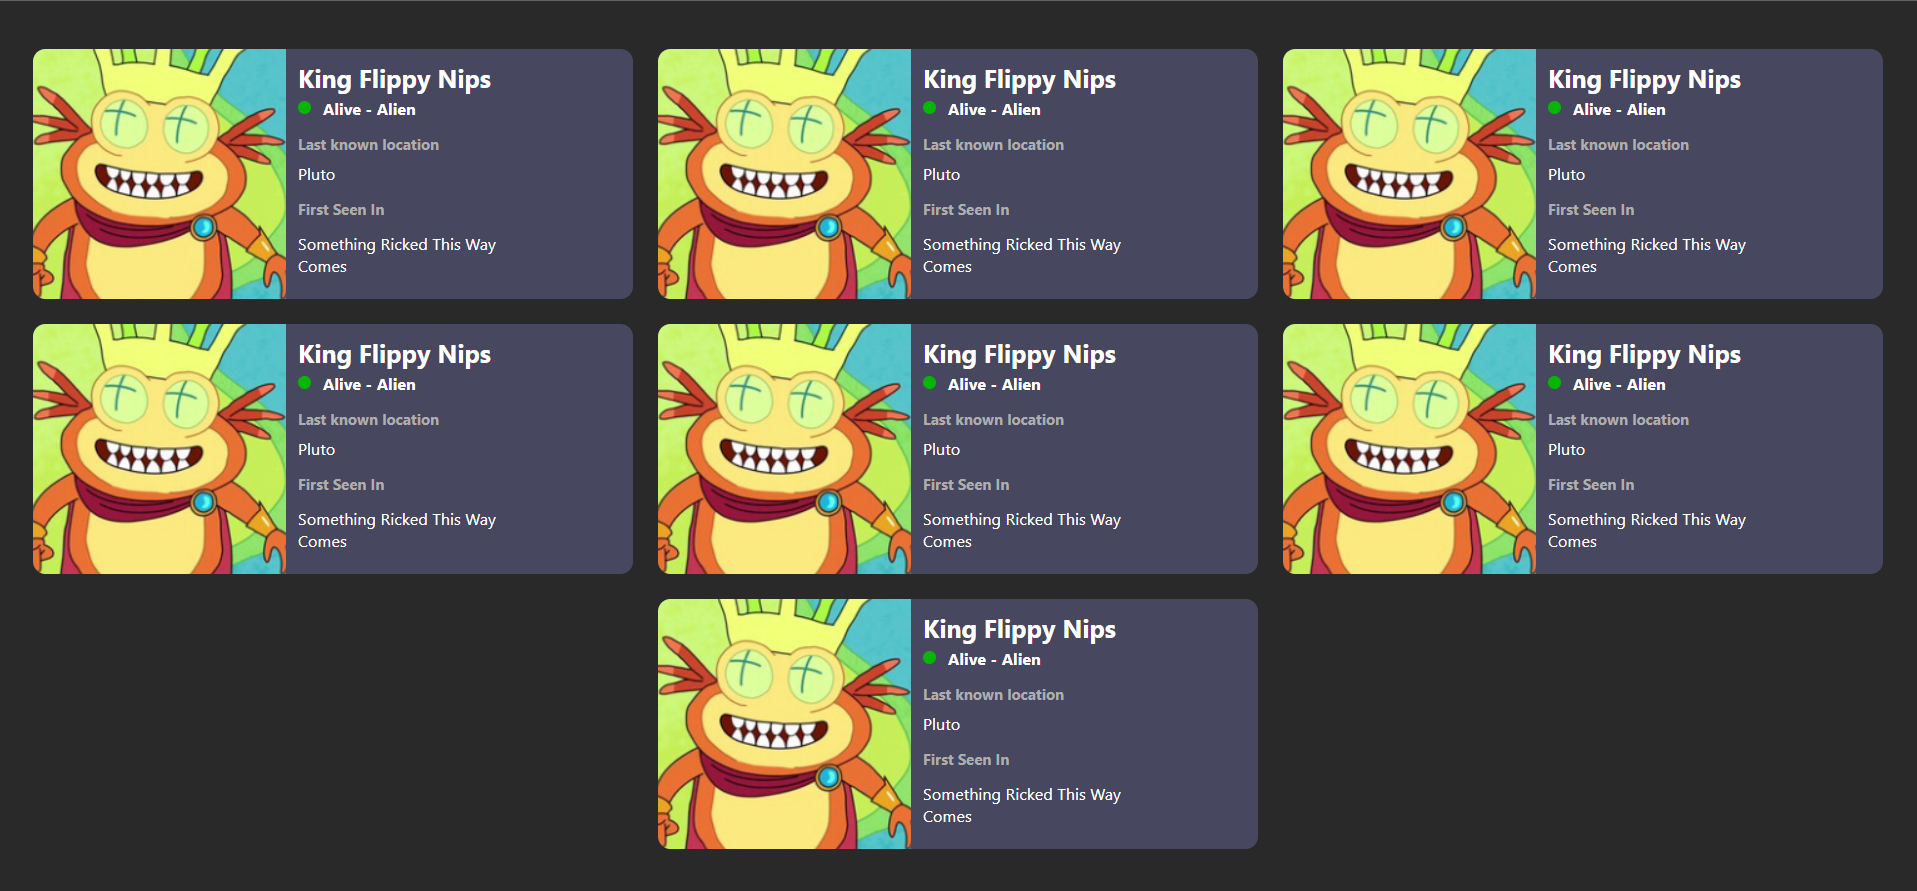 King Flippy Nips
Alive - Alien
Last known location
Pluto
First Seen In
Something Ricked This Way
Comes
King Flippy Nips
Alive - Alien
Last known location
Pluto
First Seen In
Something Ricked This Way
Comes
King Flippy Nips
Alive - Alien
Last known location
Pluto
First Seen In
Something Ricked This Way
Comes
King Flippy Nips
Alive - Alien
Last known location
Pluto
First Seen In
Something Ricked This Way
Comes
King Flippy Nips
Alive - Alien
Last known location
Pluto
First Seen In
Something Ricked This Way
Comes
King Flippy Nips
Alive - Alien
Last known location
Pluto
First Seen In
Something Ricked This Way
Comes
King Flippy Nips
Alive - Alien
Last known location
Pluto
First Seen In
Something Ricked This Way
Comes